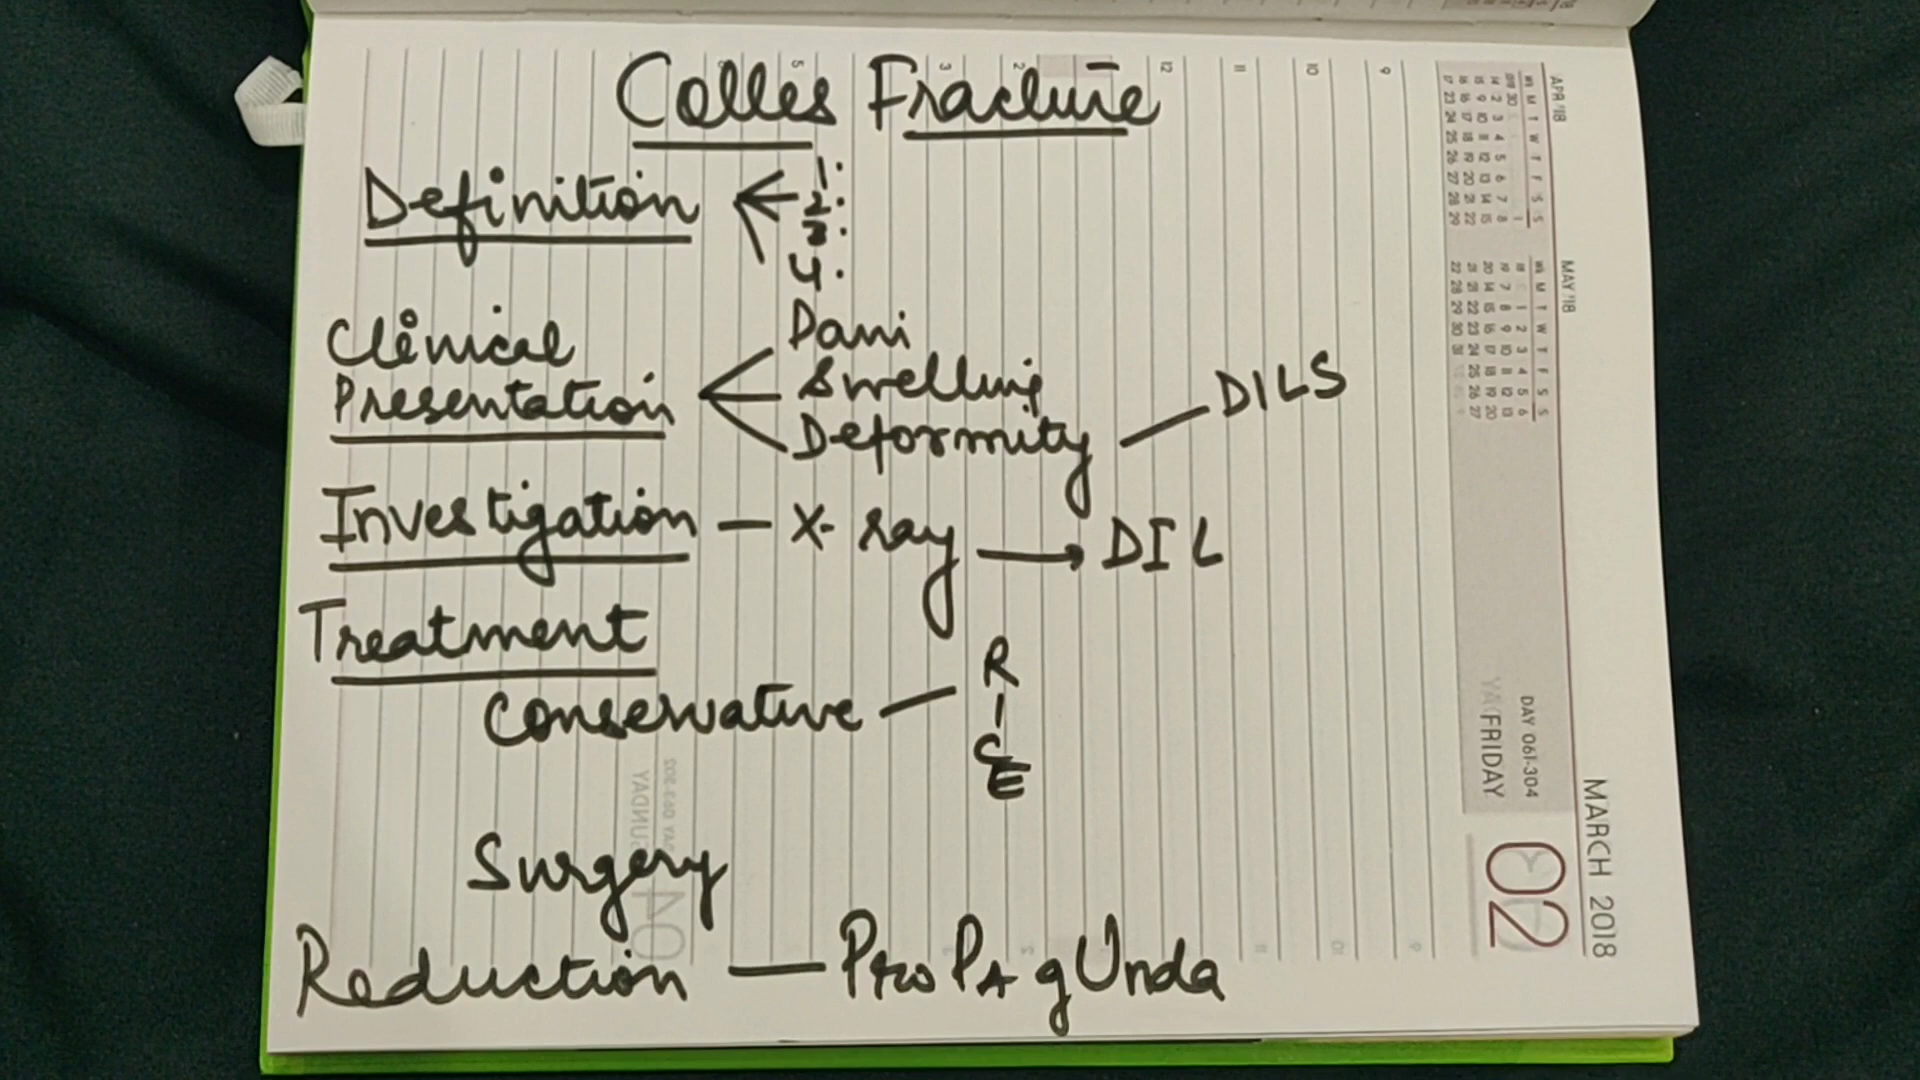 Colles Fracture
Definition
1.
2.
3.
4.
Clinical
Presentation
Pain
Swelling
Deformity
DILS
Investigation - X-ray → DIL
Treatment
Conservative
R
I
C
E
Surgery
Reduction — ProPAgUnda
APR '18
MAY '18
DAY 061-304
FRIDAY
MARCH 2018
02